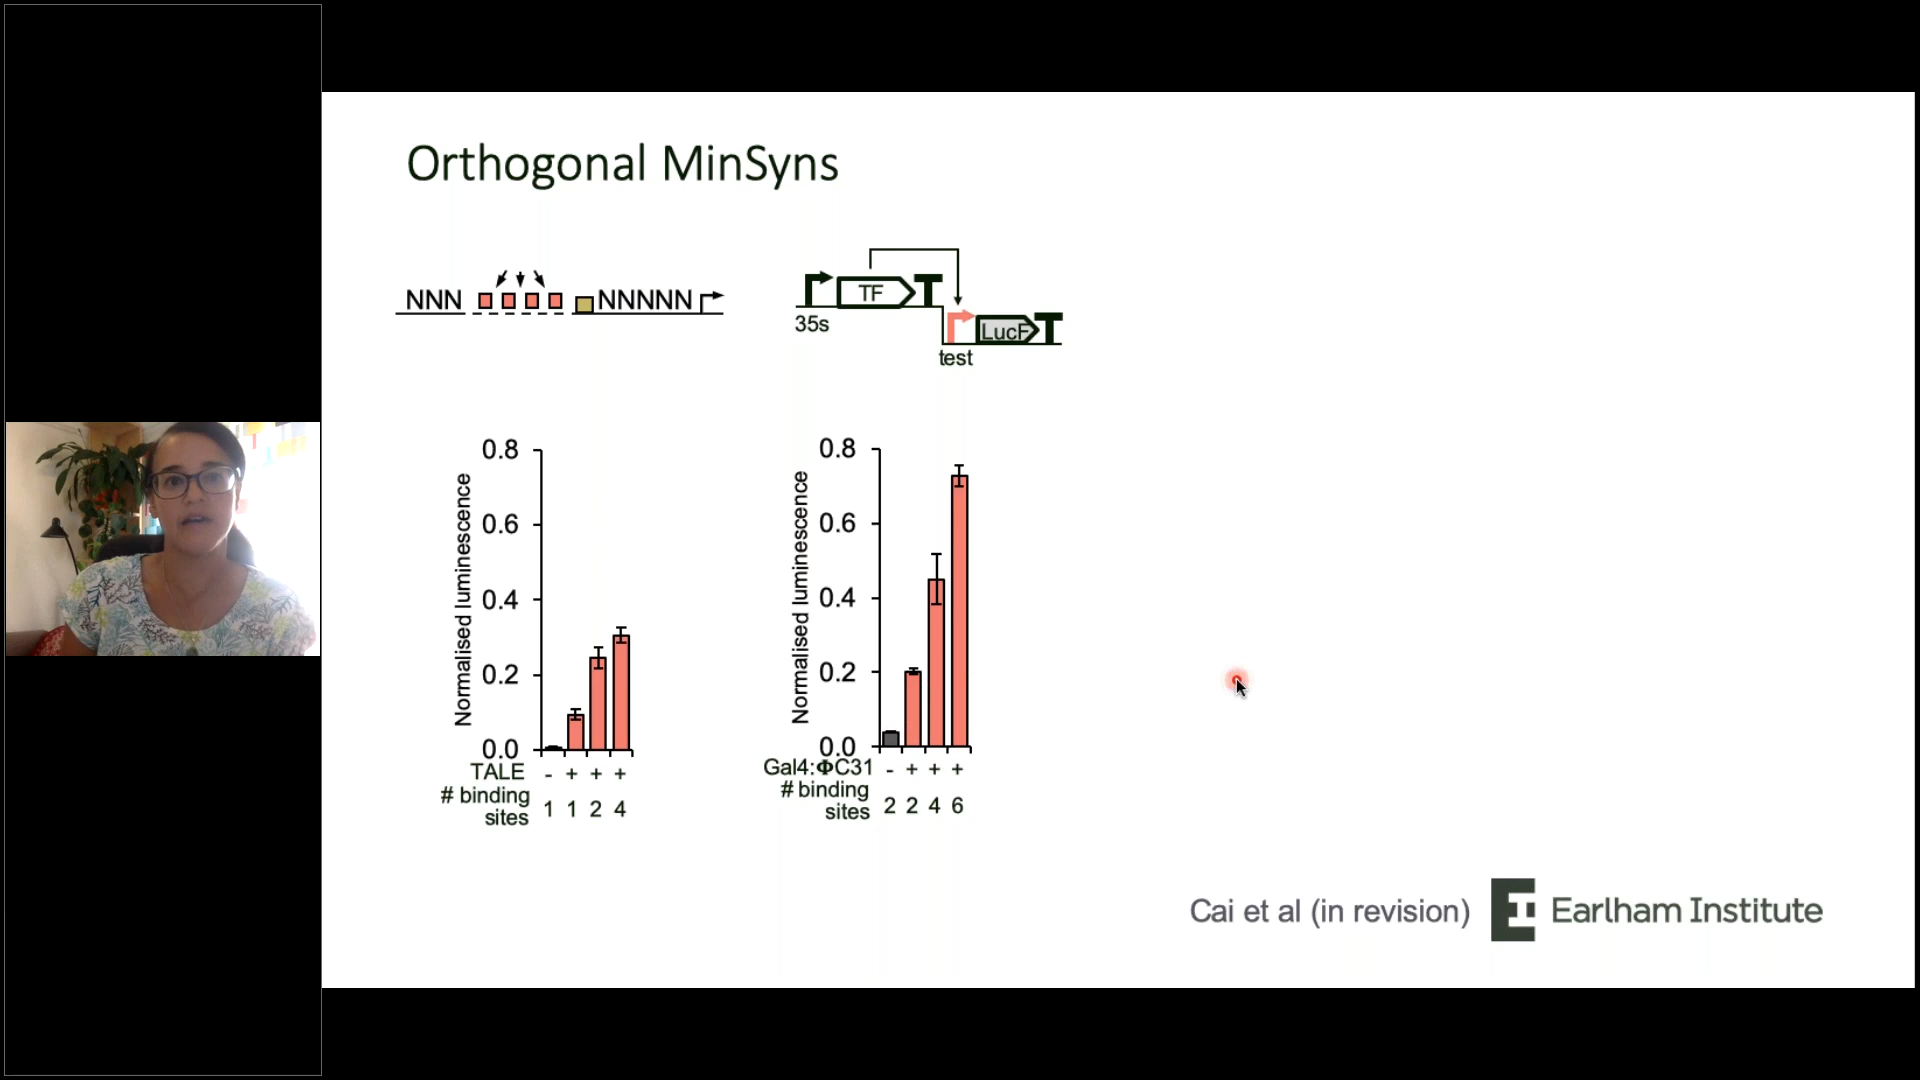 Orthogonal MinSyns
NNN NNNNN
TF
35s
LucF
test
0.8
0.6
0.4
0.2
0.0
Normalised luminescence
TALE - + + +
# binding
sites 1 1 2 4
0.8
0.6
0.4
0.2
0.0
Normalised luminescence
Gal4:ΦC31 - + + +
# binding
sites 2 2 4 6
Cai et al (in revision)
Earlham Institute